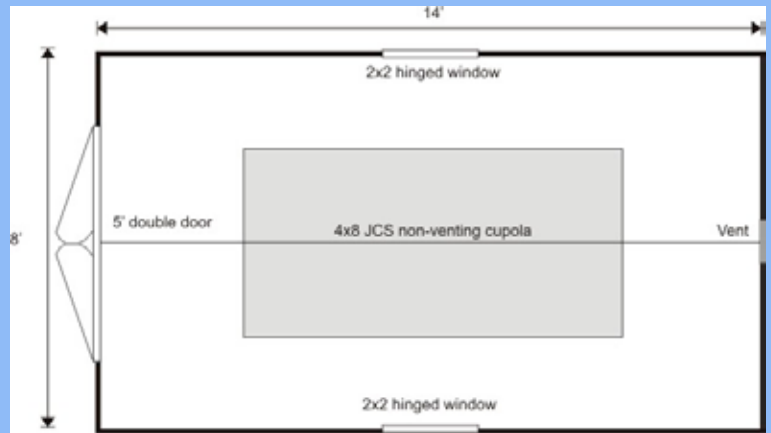 14'
2x2 hinged window
5' double door
4x8 JCS non-venting cupola
Vent
8'
2x2 hinged window